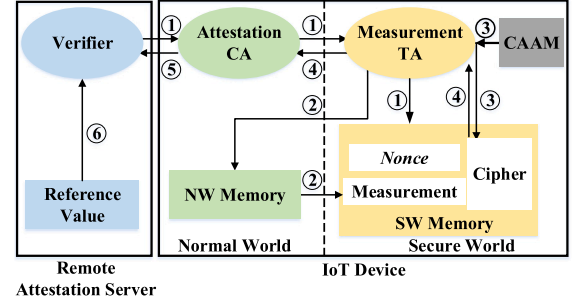 ① ① ③
Verifier
Attestation
CA
Measurement
TA
CAAM
⑤ ④
② ① ④ ③
⑥
Nonce
Cipher
Reference
Value
NW Memory
②
Measurement
SW Memory
Normal World
Secure World
Remote
Attestation Server
IoT Device